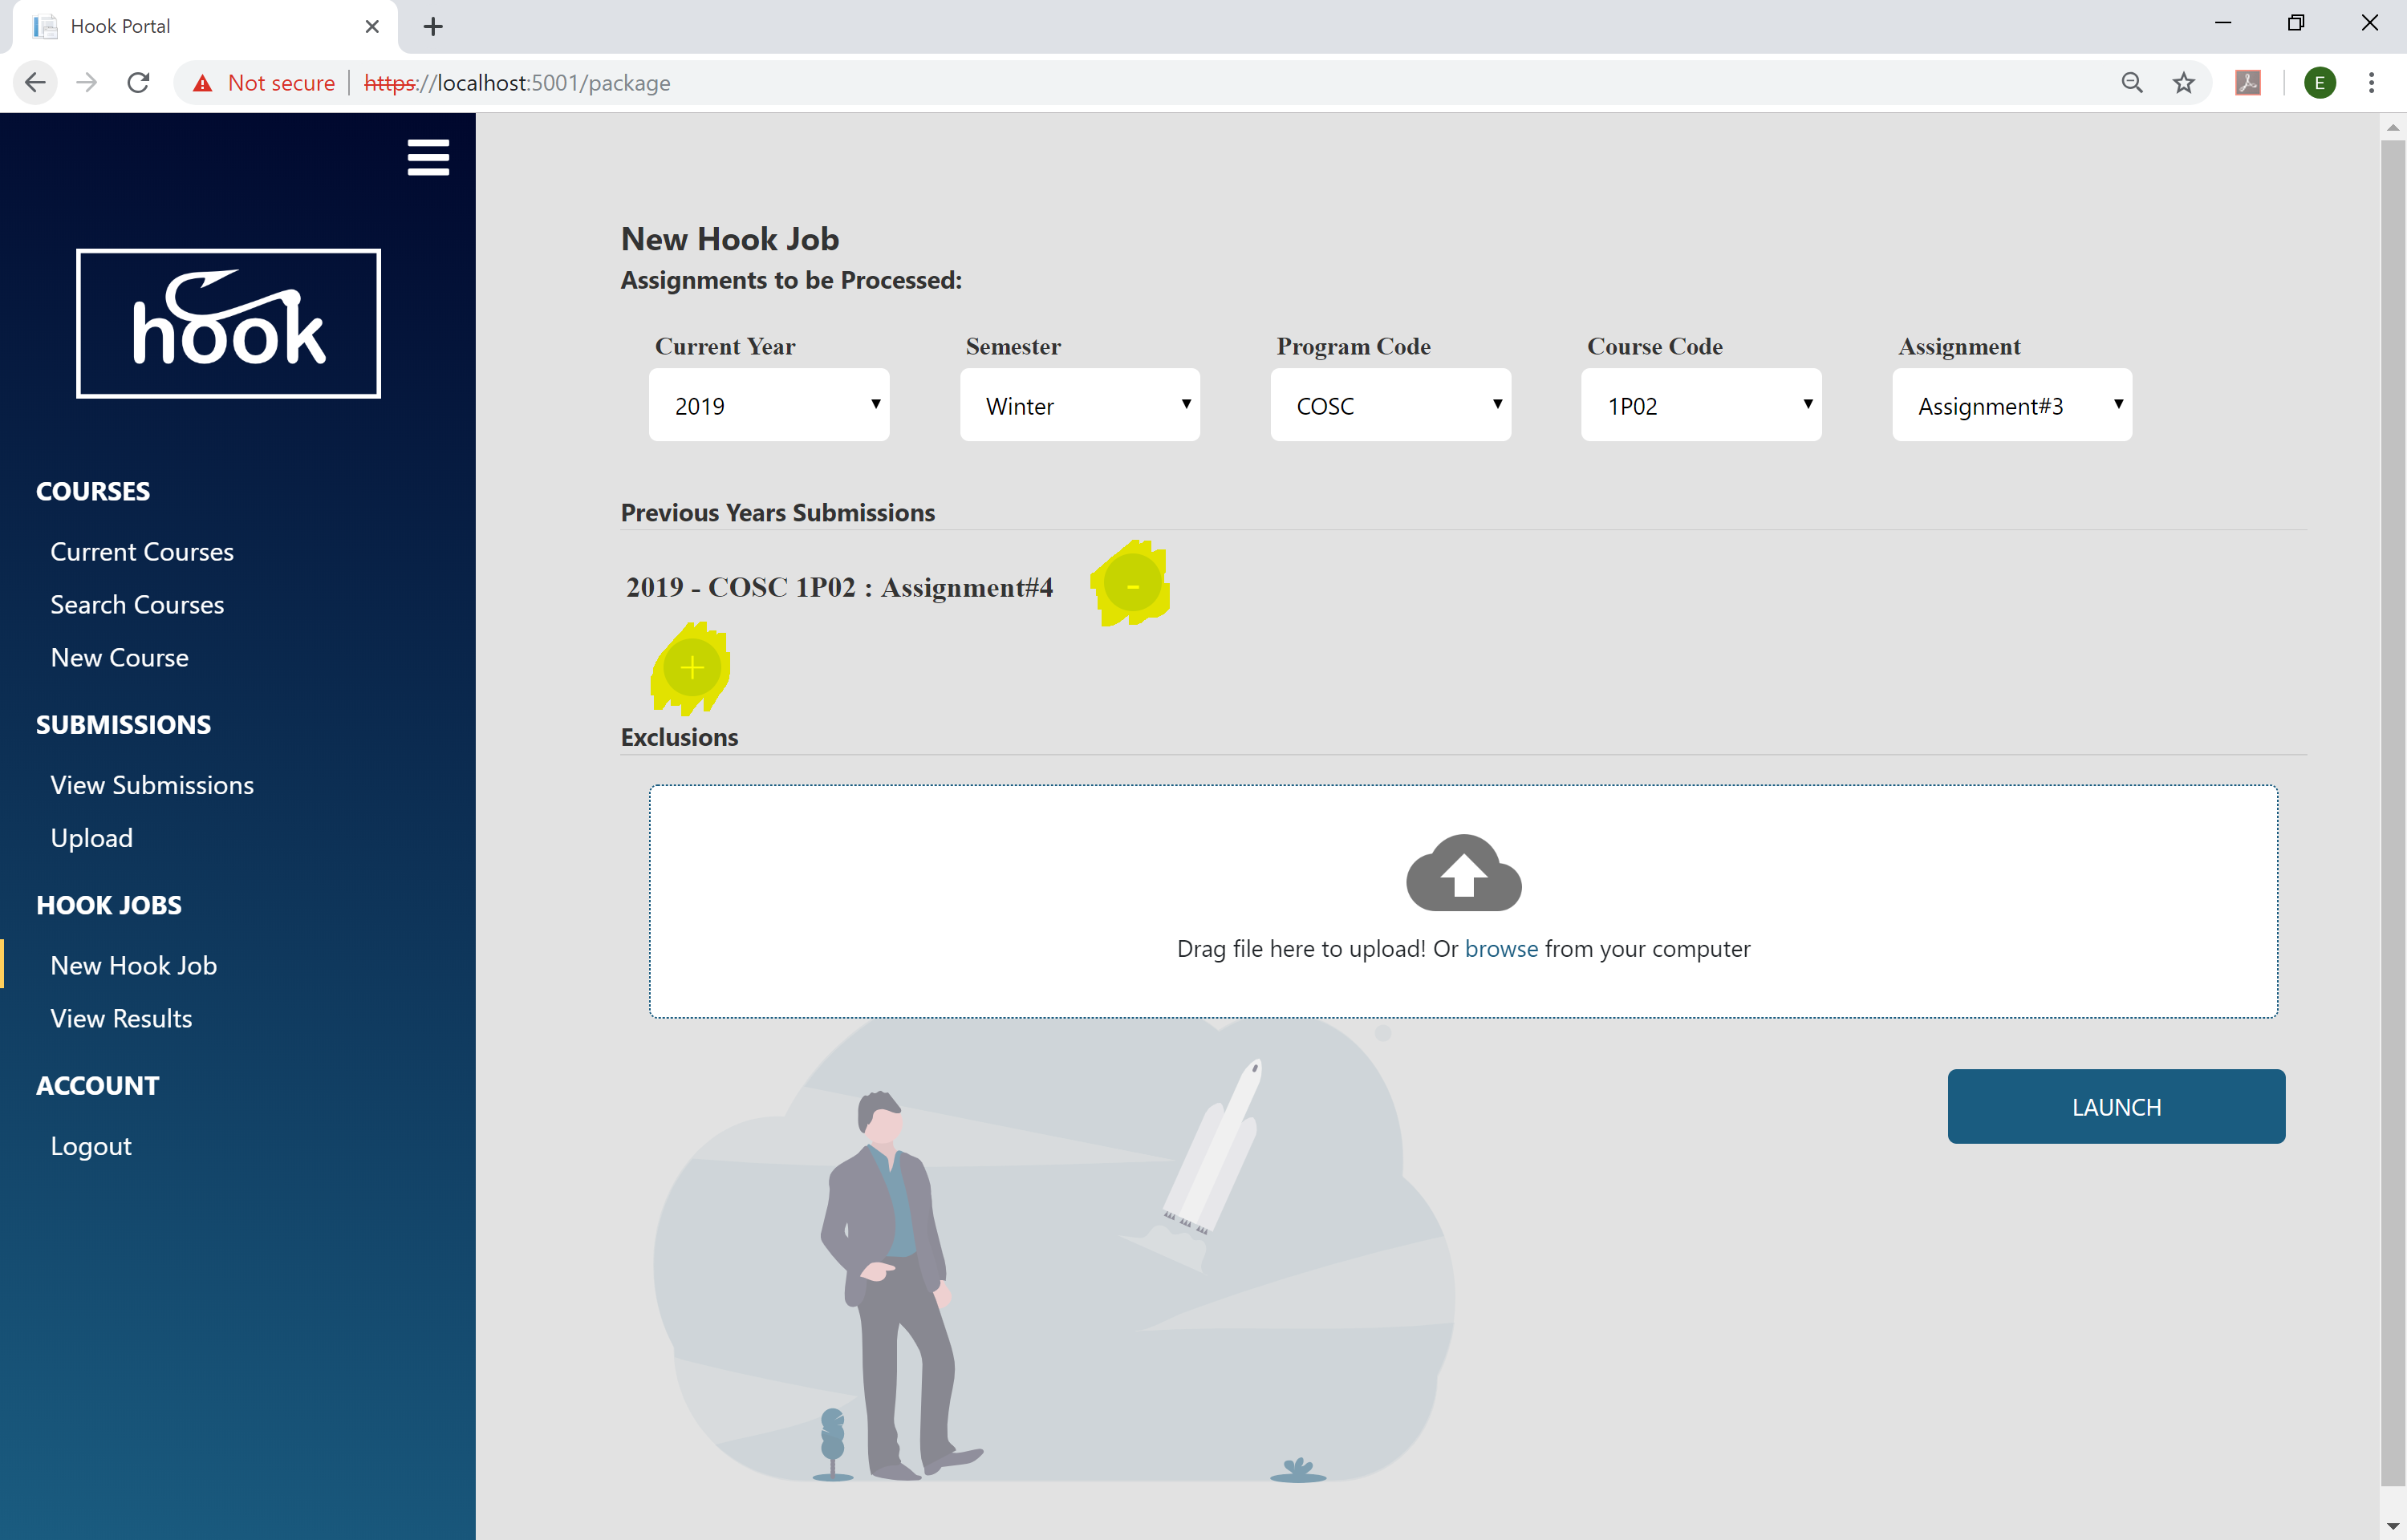 Hook Portal
Not secure | https://localhost:5001/package
E
hook
COURSES
Current Courses
Search Courses
New Course
SUBMISSIONS
View Submissions
Upload
HOOK JOBS
New Hook Job
View Results
ACCOUNT
Logout
New Hook Job
Assignments to be Processed:
Current Year Semester Program Code Course Code Assignment
2019 Winter COSC 1P02 Assignment#3
Previous Years Submissions
2019 - COSC 1P02 : Assignment#4 -
+
Exclusions
Drag file here to upload! Or browse from your computer
LAUNCH